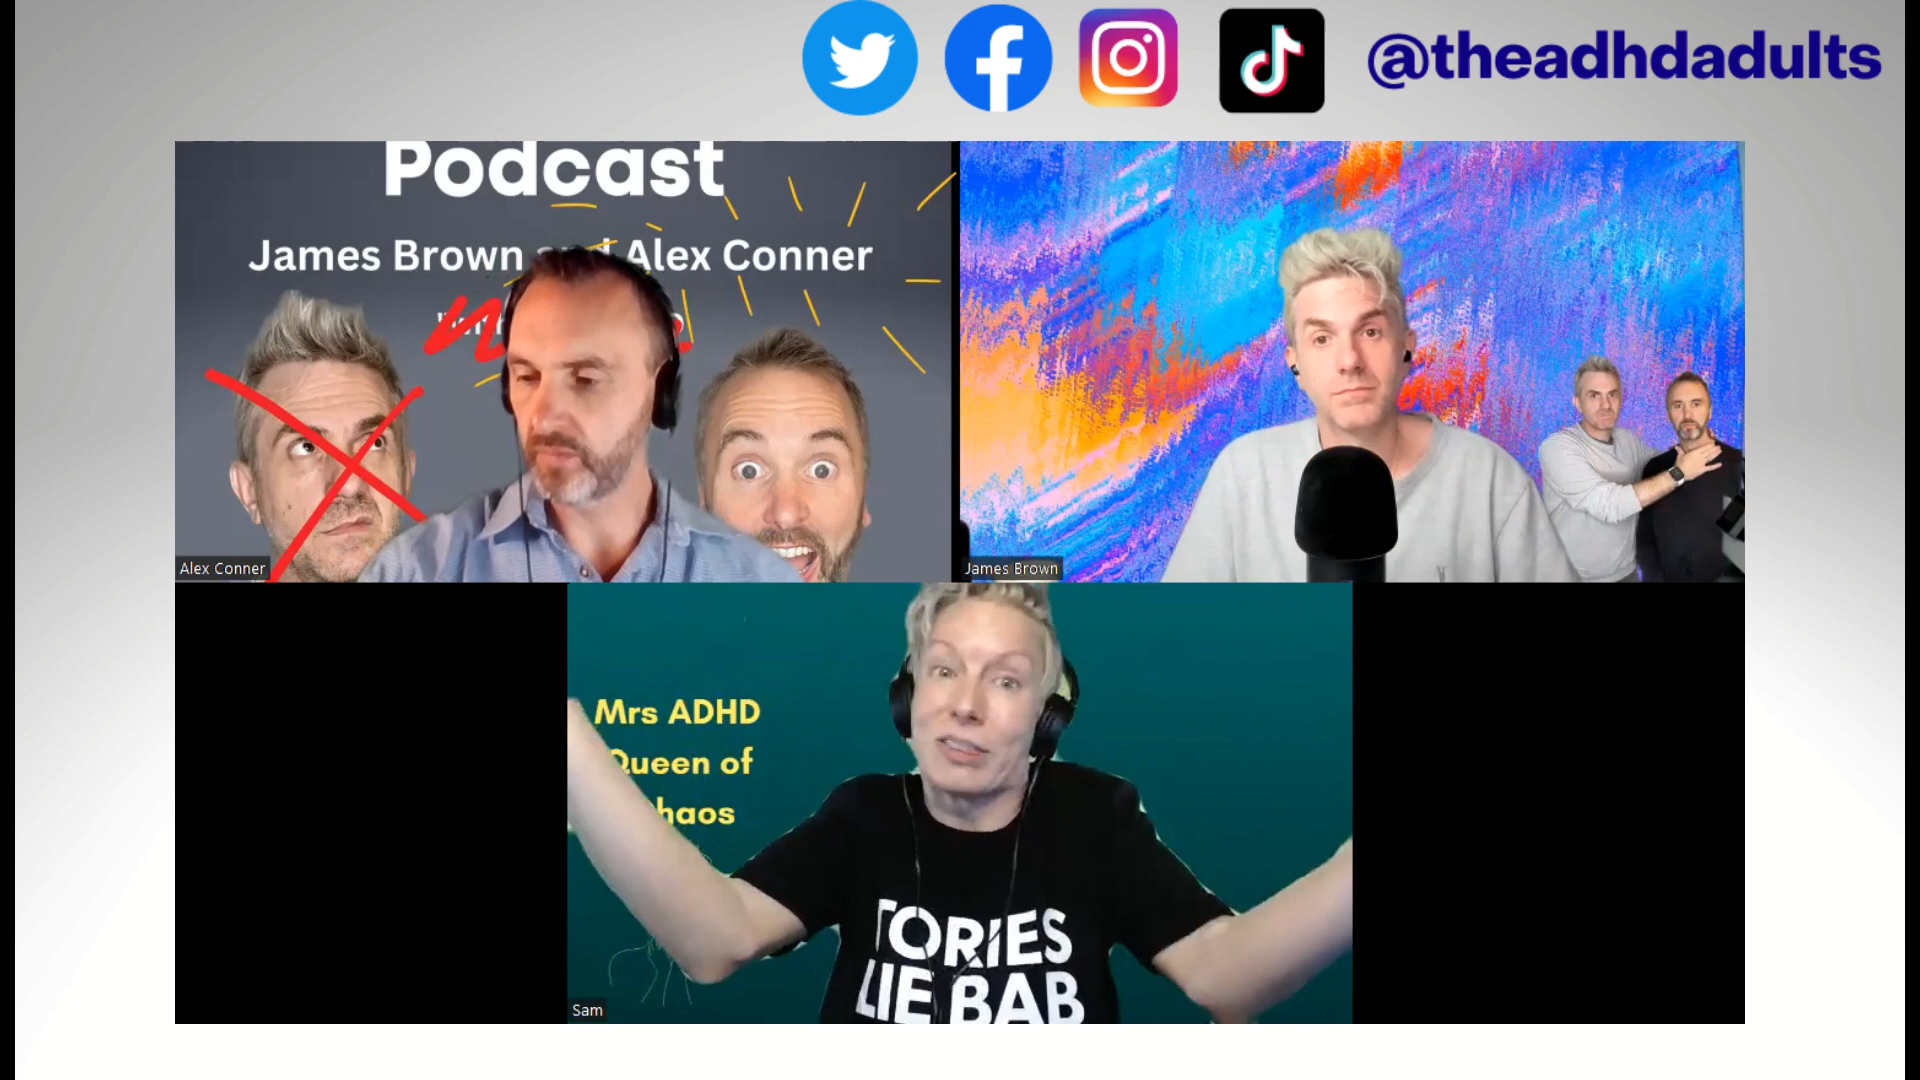 @theadhdadults
Podcast
James Brown and Alex Conner
Alex Conner
James Brown
Mrs ADHD
Queen of
haos
TORIES
LIE BAB
Sam